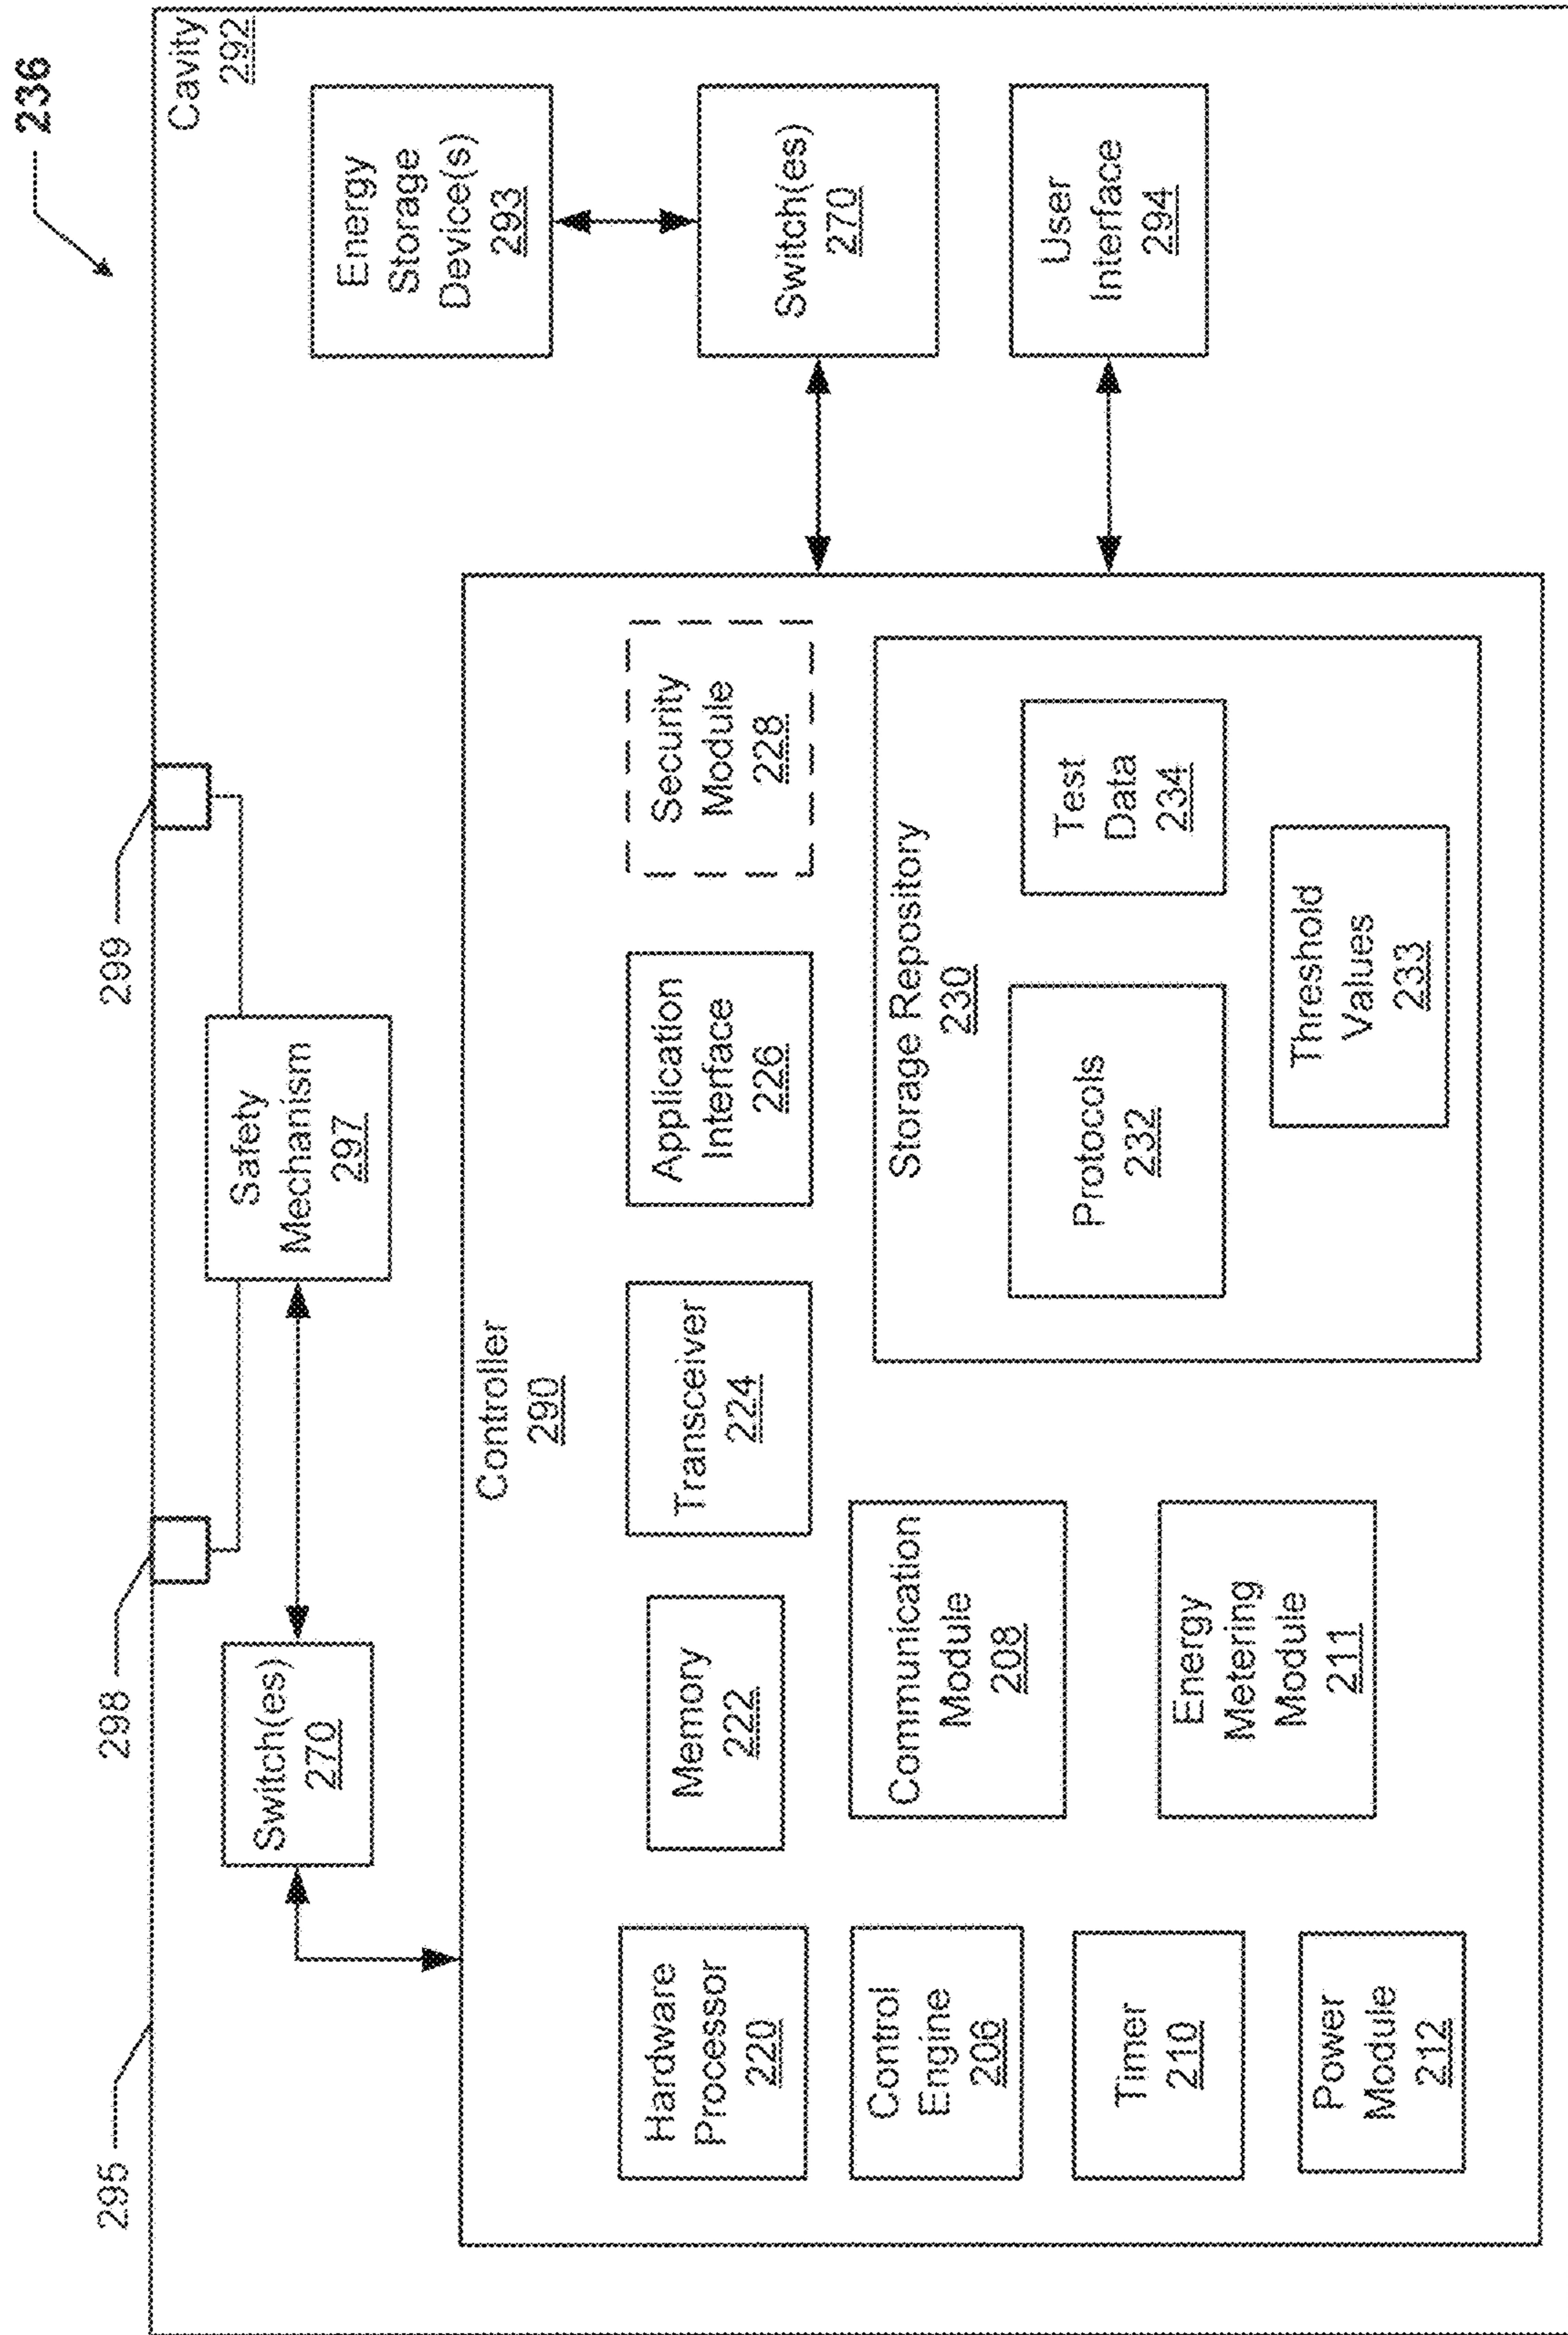 236
Cavity
292
299
298
295
Safety
Mechanism
297
Switch(es)
270
Energy
Storage
Device(s)
293
Switch(es)
270
User
Interface
294
Controller
290
Hardware
Processor
220
Memory
222
Transceiver
224
Application
Interface
226
Security
Module
228
Control
Engine
206
Communication
Module
208
Timer
210
Energy
Metering
Module
211
Power
Module
212
Storage Repository
230
Protocols
232
Test
Data
234
Threshold
Values
233